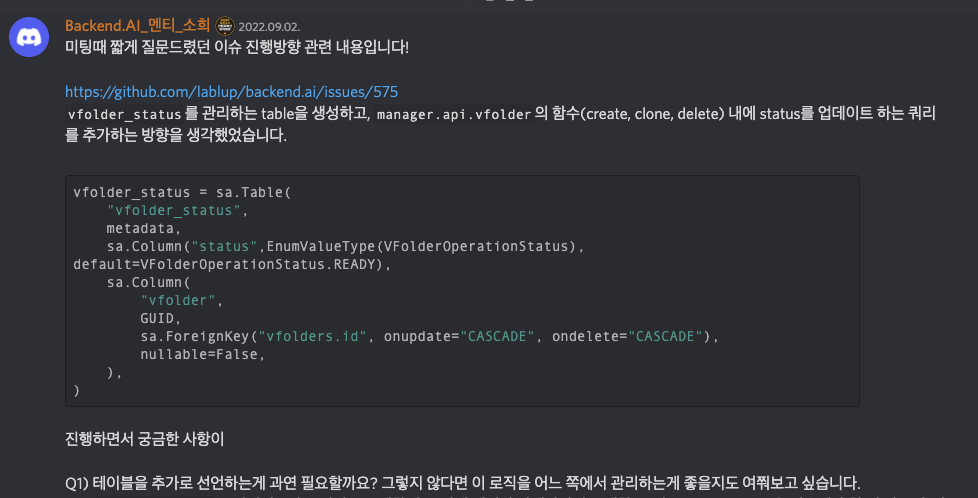 Backend.AI_멘티_소희 2022.09.02.
미팅때 짧게 질문드렸던 이슈 진행방향 관련 내용입니다!
https://github.com/lablup/backend.ai/issues/575
vfolder_status 를 관리하는 table을 생성하고, manager.api.vfolder 의 함수(create, clone, delete) 내에 status를 업데이트 하는 쿼리
를 추가하는 방향을 생각했었습니다.
vfolder_status = sa.Table(
    "vfolder_status",
    metadata,
    sa.Column("status",EnumValueType(VFolderOperationStatus),
default=VFolderOperationStatus.READY),
    sa.Column(
        "vfolder",
        GUID,
        sa.ForeignKey("vfolders.id", onupdate="CASCADE", ondelete="CASCADE"),
        nullable=False,
    ),
)
진행하면서 궁금한 사항이
Q1) 테이블을 추가로 선언하는게 과연 필요할까요? 그렇지 않다면 이 로직을 어느 쪽에서 관리하는게 좋을지도 여쭤보고 싶습니다.